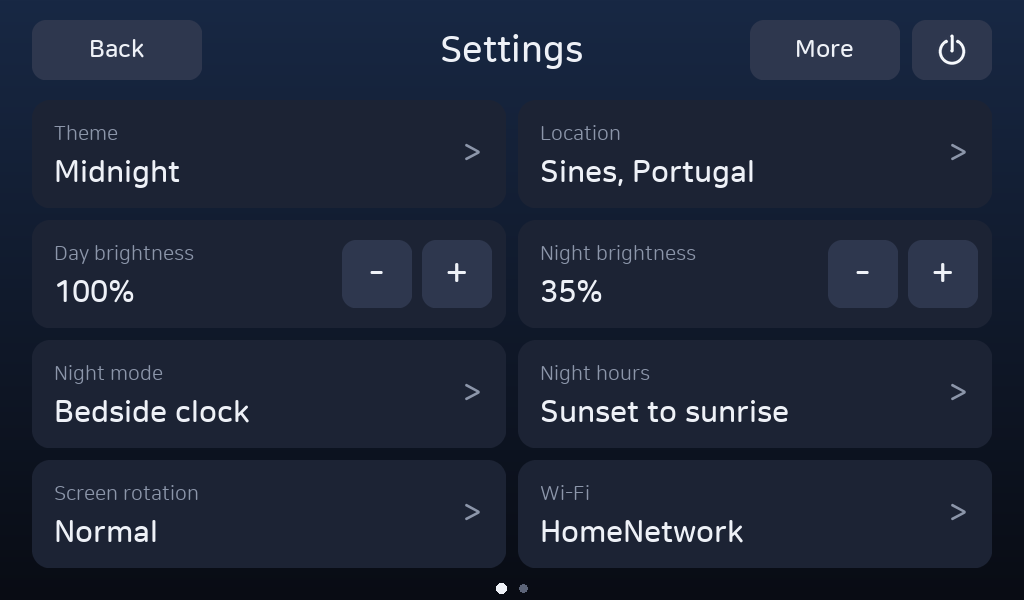 Back
Settings
More
Theme
Midnight
>
Location
Sines, Portugal
>
Day brightness
100%
-
+
Night brightness
35%
-
+
Night mode
Bedside clock
>
Night hours
Sunset to sunrise
>
Screen rotation
Normal
>
Wi-Fi
HomeNetwork
>